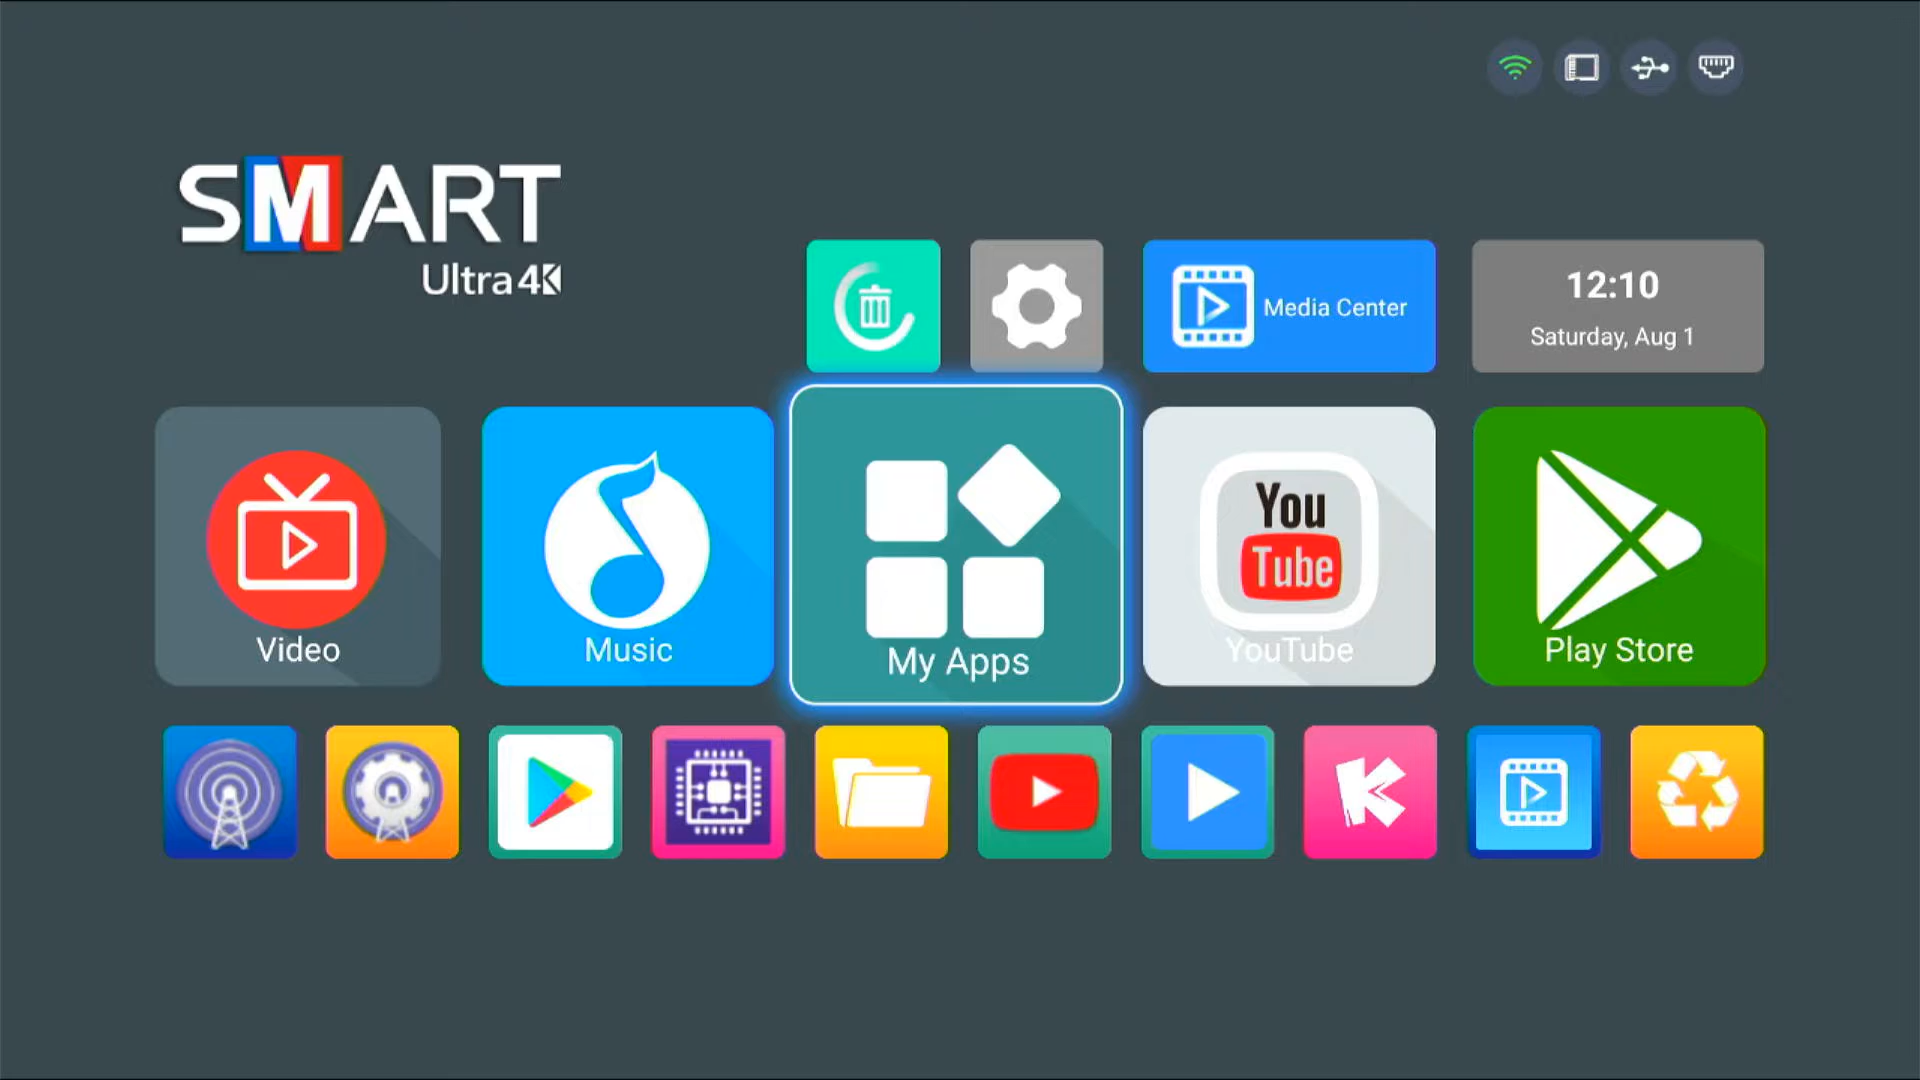 SMART
Ultra 4K
Media Center
12:10
Saturday, Aug 1
You
Tube
Video
Music
My Apps
YouTube
Play Store